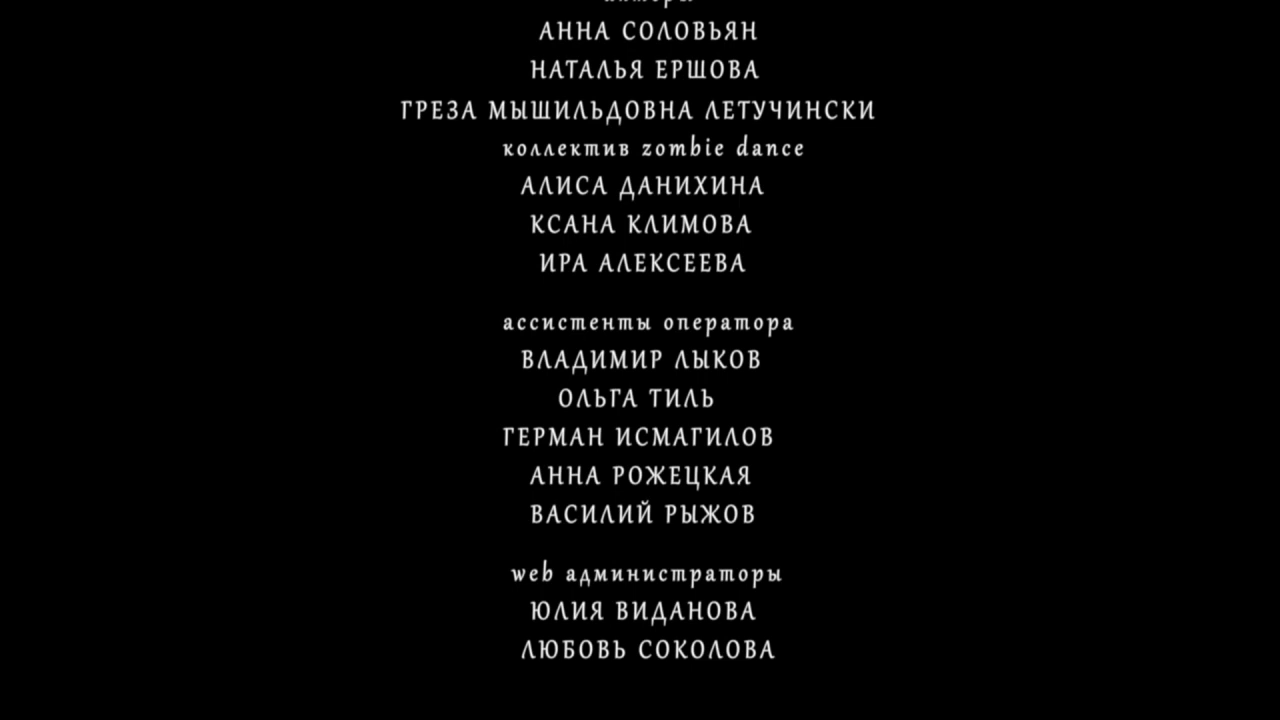 АННА СОЛОВЬЯН
НАТАЛЬЯ ЕРШОВА
ГРЕЗА МЫШИЛЬДОВНА ЛЕТУЧИНСКИ
коллектив zombie dance
АЛИСА ДАНИХИНА
КСАНА КЛИМОВА
ИРА АЛЕКСЕЕВА
ассистенты оператора
ВЛАДИМИР ЛЫКОВ
ОЛЬГА ТИЛЬ
ГЕРМАН ИСМАГИЛОВ
АННА РОЖЕЦКАЯ
ВАСИЛИЙ РЫЖОВ
web администраторы
ЮЛИЯ ВИДАНОВА
ЛЮБОВЬ СОКОЛОВА